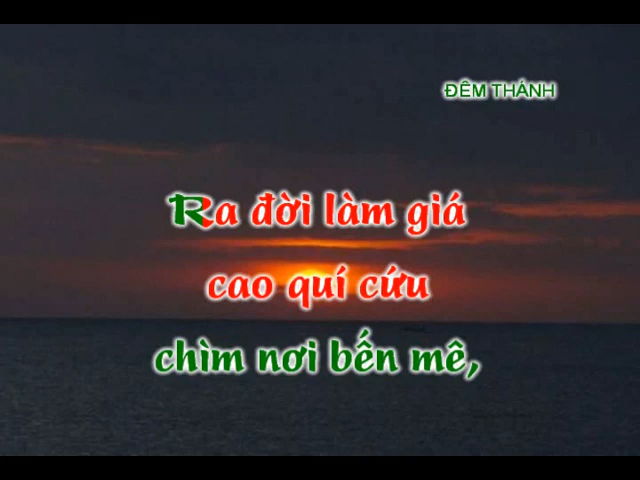 ĐÊM THÁNH
Ra đời làm giá
cao quí cứu
chìm nơi bến mê,